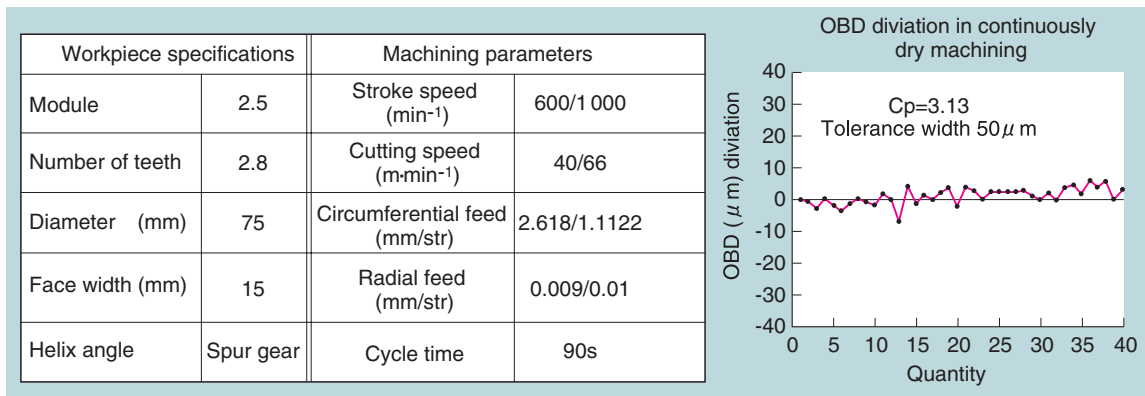 Workpiece specifications Machining parameters
Module 2.5 Stroke speed (min-1) 600/1 000
Number of teeth 2.8 Cutting speed (m·min-1) 40/66
Diameter (mm) 75 Circumferential feed (mm/str) 2.618/1.1122
Face width (mm) 15 Radial feed (mm/str) 0.009/0.01
Helix angle Spur gear Cycle time 90s
OBD diviation in continuously
dry machining
Cp=3.13
Tolerance width 50μm
OBD (μm) diviation
40
30
20
10
0
-10
-20
-30
-40
0 5 10 15 20 25 30 35 40
Quantity